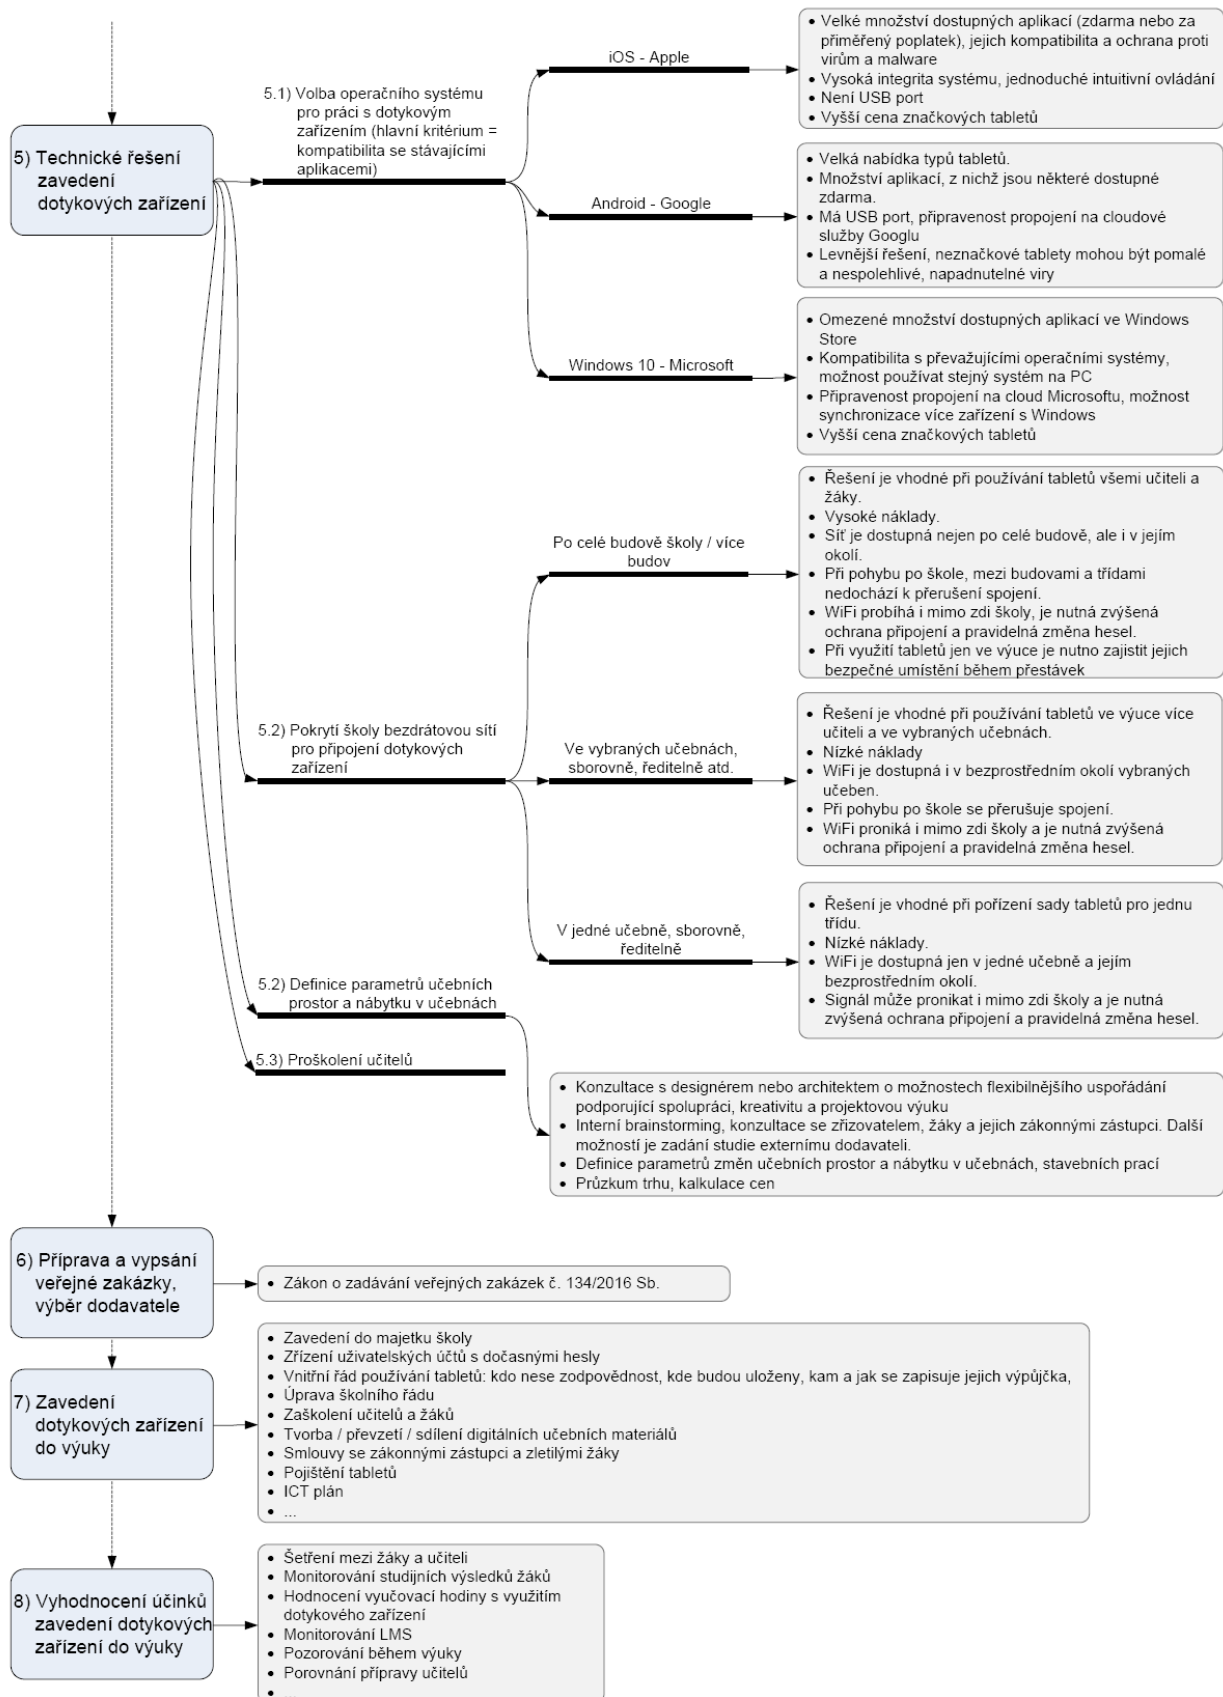 5) Technické řešení
zavedení
dotykových zařízení
5.1) Volba operačního systému
pro práci s dotykovým
zařízením (hlavní kritérium =
kompatibilita se stávajícími
aplikacemi)
iOS - Apple
• Velké množství dostupných aplikací (zdarma nebo za
přiměřený poplatek), jejich kompatibilita a ochrana proti
virům a malware
• Vysoká integrita systému, jednoduché intuitivní ovládání
• Není USB port
• Vyšší cena značkových tabletů
Android - Google
• Velká nabídka typů tabletů.
• Množství aplikací, z nichž jsou některé dostupné
zdarma.
• Má USB port, připravenost propojení na cloudové
služby Googlu
• Levnější řešení, neznačkové tablety mohou být pomalé
a nespolehlivé, napadnutelné viry
Windows 10 - Microsoft
• Omezené množství dostupných aplikací ve Windows
Store
• Kompatibilita s převažujícími operačními systémy,
možnost používat stejný systém na PC
• Připravenost propojení na cloud Microsoftu, možnost
synchronizace více zařízení s Windows
• Vyšší cena značkových tabletů
5.2) Pokrytí školy bezdrátovou sítí
pro připojení dotykových
zařízení
Po celé budově školy / více
budov
• Řešení je vhodné při používání tabletů všemi učiteli a
žáky.
• Vysoké náklady.
• Síť je dostupná nejen po celé budově, ale i v jejím
okolí.
• Při pohybu po škole, mezi budovami a třídami
nedochází k přerušení spojení.
• WiFi probíhá i mimo zdi školy, je nutná zvýšená
ochrana připojení a pravidelná změna hesel.
• Při využití tabletů jen ve výuce je nutno zajistit jejich
bezpečné umístění během přestávek
Ve vybraných učebnách,
sborovně, ředitelně atd.
• Řešení je vhodné při používání tabletů ve výuce více
učiteli a ve vybraných učebnách.
• Nízké náklady
• WiFi je dostupná i v bezprostředním okolí vybraných
učeben.
• Při pohybu po škole se přerušuje spojení.
• WiFi proniká i mimo zdi školy a je nutná zvýšená
ochrana připojení a pravidelná změna hesel.
V jedné učebně, sborovně,
ředitelně
• Řešení je vhodné při pořízení sady tabletů pro jednu
třídu.
• Nízké náklady.
• WiFi je dostupná jen v jedné učebně a jejím
bezprostředním okolí.
• Signál může pronikat i mimo zdi školy a je nutná
zvýšená ochrana připojení a pravidelná změna hesel.
5.2) Definice parametrů učebních
prostor a nábytku v učebnách
5.3) Proškolení učitelů
• Konzultace s designérem nebo architektem o možnostech flexibilnějšího uspořádání
podporující spolupráci, kreativitu a projektovou výuku
• Interní brainstorming, konzultace se zřizovatelem, žáky a jejich zákonnými zástupci. Další
možností je zadání studie externímu dodavateli.
• Definice parametrů změn učebních prostor a nábytku v učebnách, stavebních prací
• Průzkum trhu, kalkulace cen
6) Příprava a vypsání
veřejné zakázky,
výběr dodavatele
• Zákon o zadávání veřejných zakázek č. 134/2016 Sb.
7) Zavedení
dotykových zařízení
do výuky
• Zavedení do majetku školy
• Zřízení uživatelských účtů s dočasnými hesly
• Vnitřní řád používání tabletů: kdo nese zodpovědnost, kde budou uloženy, kam a jak se zapisuje jejich výpůjčka,
• Úprava školního řádu
• Zaškolení učitelů a žáků
• Tvorba / převzetí / sdílení digitálních učebních materiálů
• Smlouvy se zákonnými zástupci a zletilými žáky
• Pojištění tabletů
• ICT plán
• ...
8) Vyhodnocení účinků
zavedení dotykových
zařízení do výuky
• Šetření mezi žáky a učiteli
• Monitorování studijních výsledků žáků
• Hodnocení vyučovací hodiny s využitím
dotykového zařízení
• Monitorování LMS
• Pozorování během výuky
• Porovnání přípravy učitelů
• ...